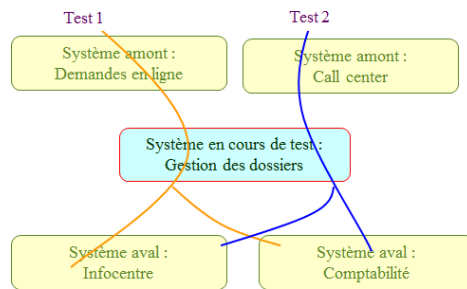 Test 1
Test 2
Système amont :
Demandes en ligne
Système amont :
Call center
Système en cours de test :
Gestion des dossiers
Système aval :
Infocentre
Système aval :
Comptabilité